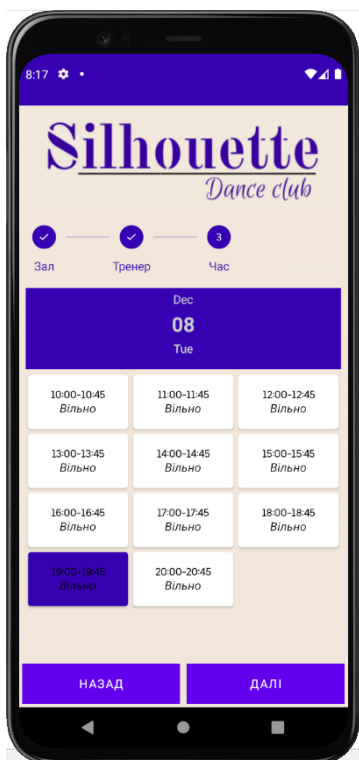 8:17
Silhouette
Dance club
3
Зал Тренер Час
Dec
08
Tue
10:00-10:45 11:00-11:45 12:00-12:45
Вільно Вільно Вільно
13:00-13:45 14:00-14:45 15:00-15:45
Вільно Вільно Вільно
16:00-16:45 17:00-17:45 18:00-18:45
Вільно Вільно Вільно
19:00-19:45 20:00-20:45
Вільно Вільно
НАЗАД ДАЛІ